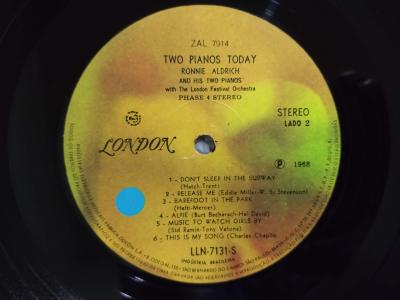 ZAL 7914
TWO PIANOS TODAY
RONNIE ALDRICH
AND HIS TWO PIANOS
with The London Festival Orchestra
PHASE 4 STEREO
STEREO
LADO 2
LONDON
P 1968
1 - DON'T SLEEP IN THE SUBWAY
(Hatch-Trent)
2 - RELEASE ME (Eddie Miller-W. S. Stevenson)
3 - BAREFOOT IN THE PARK
(Hefti-Mercer)
4 - ALFIE (Burt Bacharach-Hal David)
5 - MUSIC TO WATCH GIRLS BY
(Sid Ramin-Tony Velona)
6 - THIS IS MY SONG (Charles Chaplin)
LLN-7131-S
INDÚSTRIA BRASILEIRA